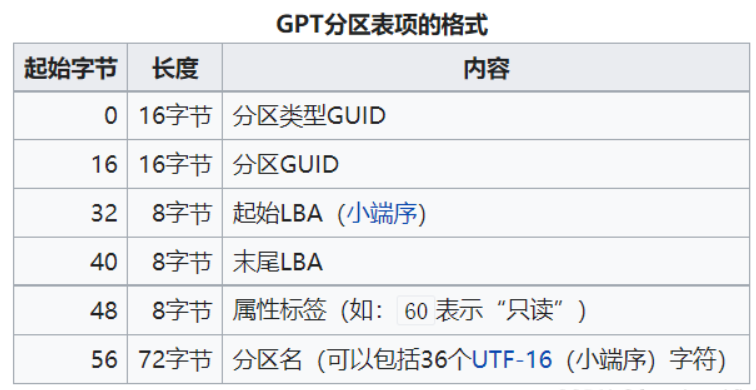 GPT分区表项的格式
起始字节 长度 内容
0 16字节 分区类型GUID
16 16字节 分区GUID
32 8字节 起始LBA（小端序）
40 8字节 末尾LBA
48 8字节 属性标签（如： 60 表示“只读”）
56 72字节 分区名（可以包括36个UTF-16（小端序）字符）